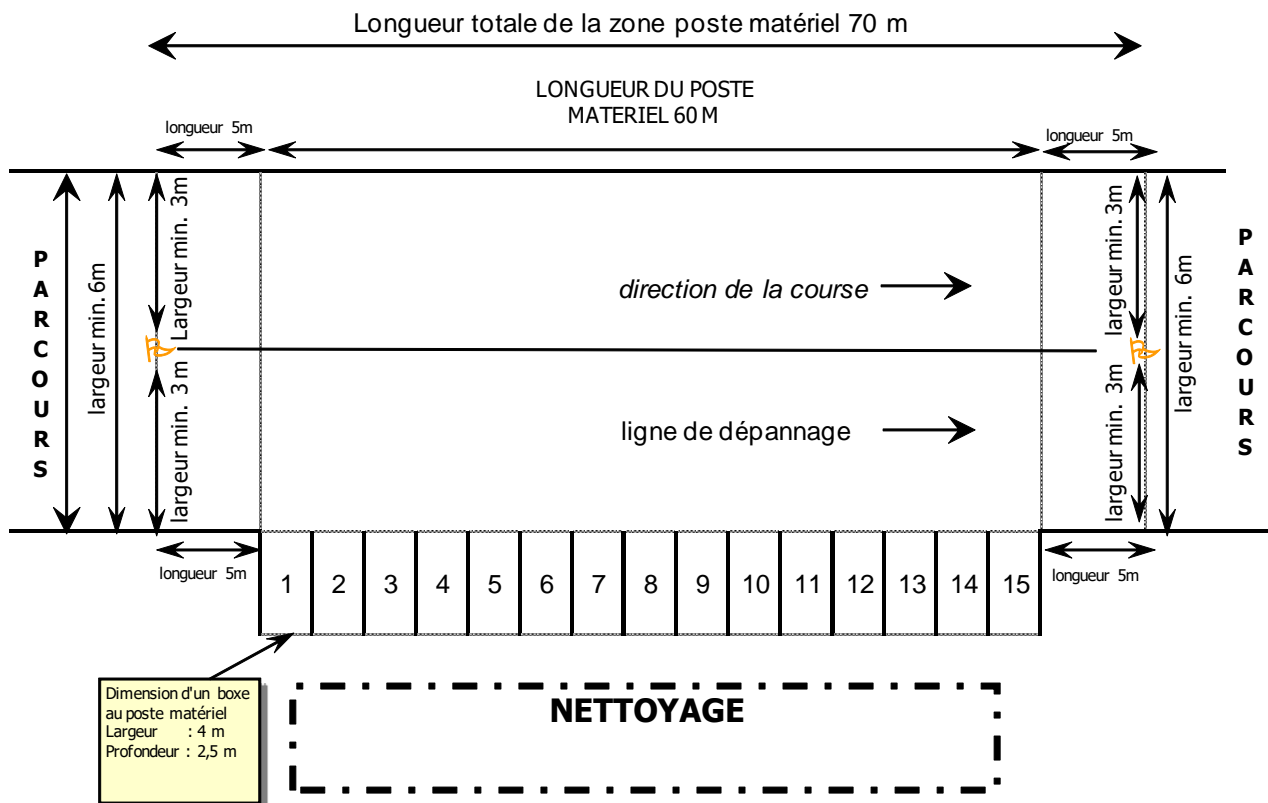 Longueur totale de la zone poste matériel 70 m
LONGUEUR DU POSTE
MATERIEL 60 M
longueur 5m
longueur 5m
PARCOURS
largeur min. 6m
Largeur min. 3m
largeur min. 3 m
direction de la course
ligne de dépannage
largeur min. 3m
largeur min. 3m
largeur min. 6m
PARCOURS
longueur 5m
1 2 3 4 5 6 7 8 9 10 11 12 13 14 15
longueur 5m
Dimension d'un boxe
au poste matériel
Largeur : 4 m
Profondeur : 2,5 m
NETTOYAGE